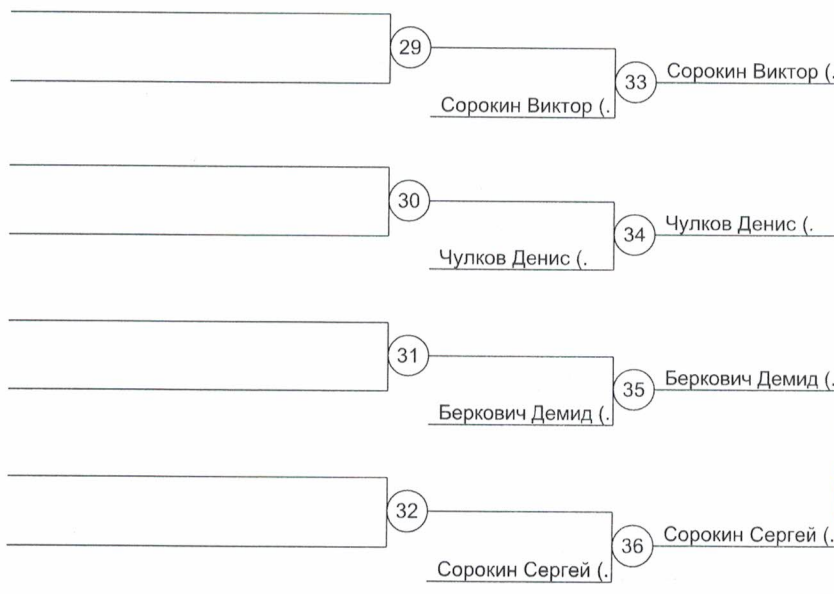 29
33
Сорокин Виктор (.
Сорокин Виктор (.
30
34
Чулков Денис (.
Чулков Денис (.
31
35
Беркович Демид (.
Беркович Демид (.
32
36
Сорокин Сергей (.
Сорокин Сергей (.